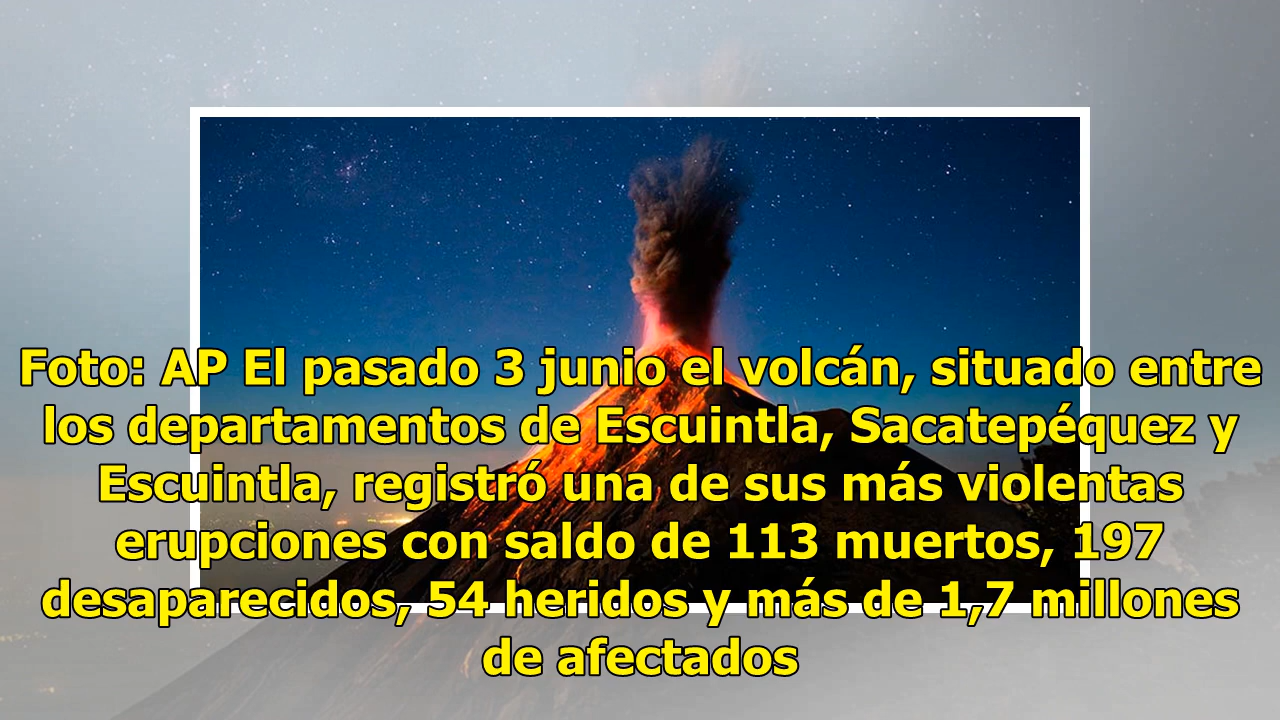 Foto: AP El pasado 3 junio el volcán, situado entre
los departamentos de Escuintla, Sacatepéquez y
Escuintla, registró una de sus más violentas
erupciones con saldo de 113 muertos, 197
desaparecidos, 54 heridos y más de 1,7 millones
de afectados